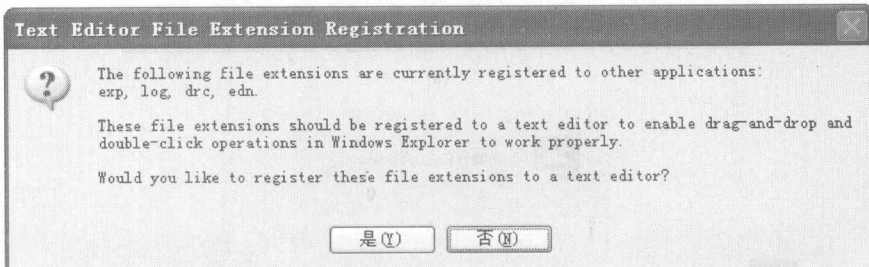 Text Editor File Extension Registration
The following file extensions are currently registered to other applications:
exp, log, drc, edn.
These file extensions should be registered to a text editor to enable drag-and-drop and
double-click operations in Windows Explorer to work properly.
Would you like to register these file extensions to a text editor?
是(Y)
否(N)